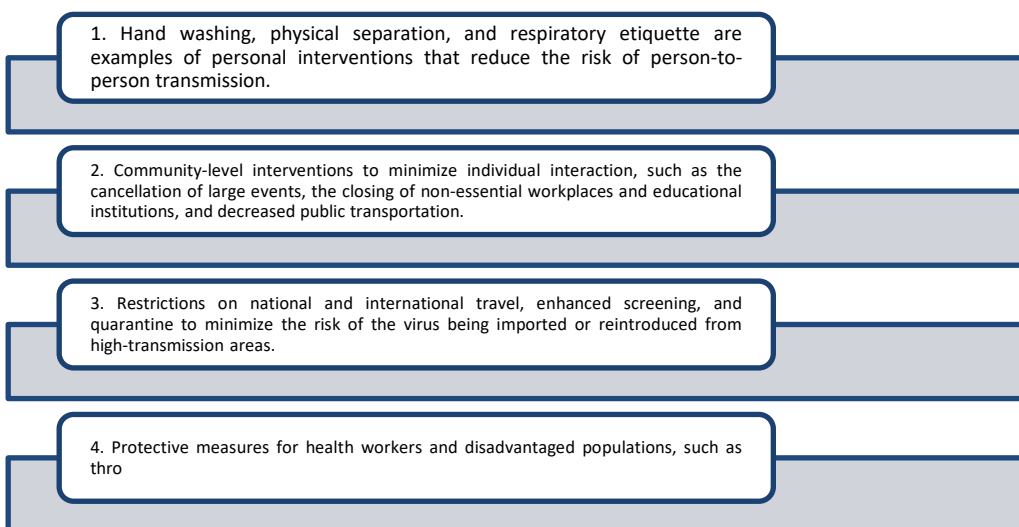 1. Hand washing, physical separation, and respiratory etiquette are
examples of personal interventions that reduce the risk of person-to-
person transmission.
2. Community-level interventions to minimize individual interaction, such as the
cancellation of large events, the closing of non-essential workplaces and educational
institutions, and decreased public transportation.
3. Restrictions on national and international travel, enhanced screening, and
quarantine to minimize the risk of the virus being imported or reintroduced from
high-transmission areas.
4. Protective measures for health workers and disadvantaged populations, such as
thro